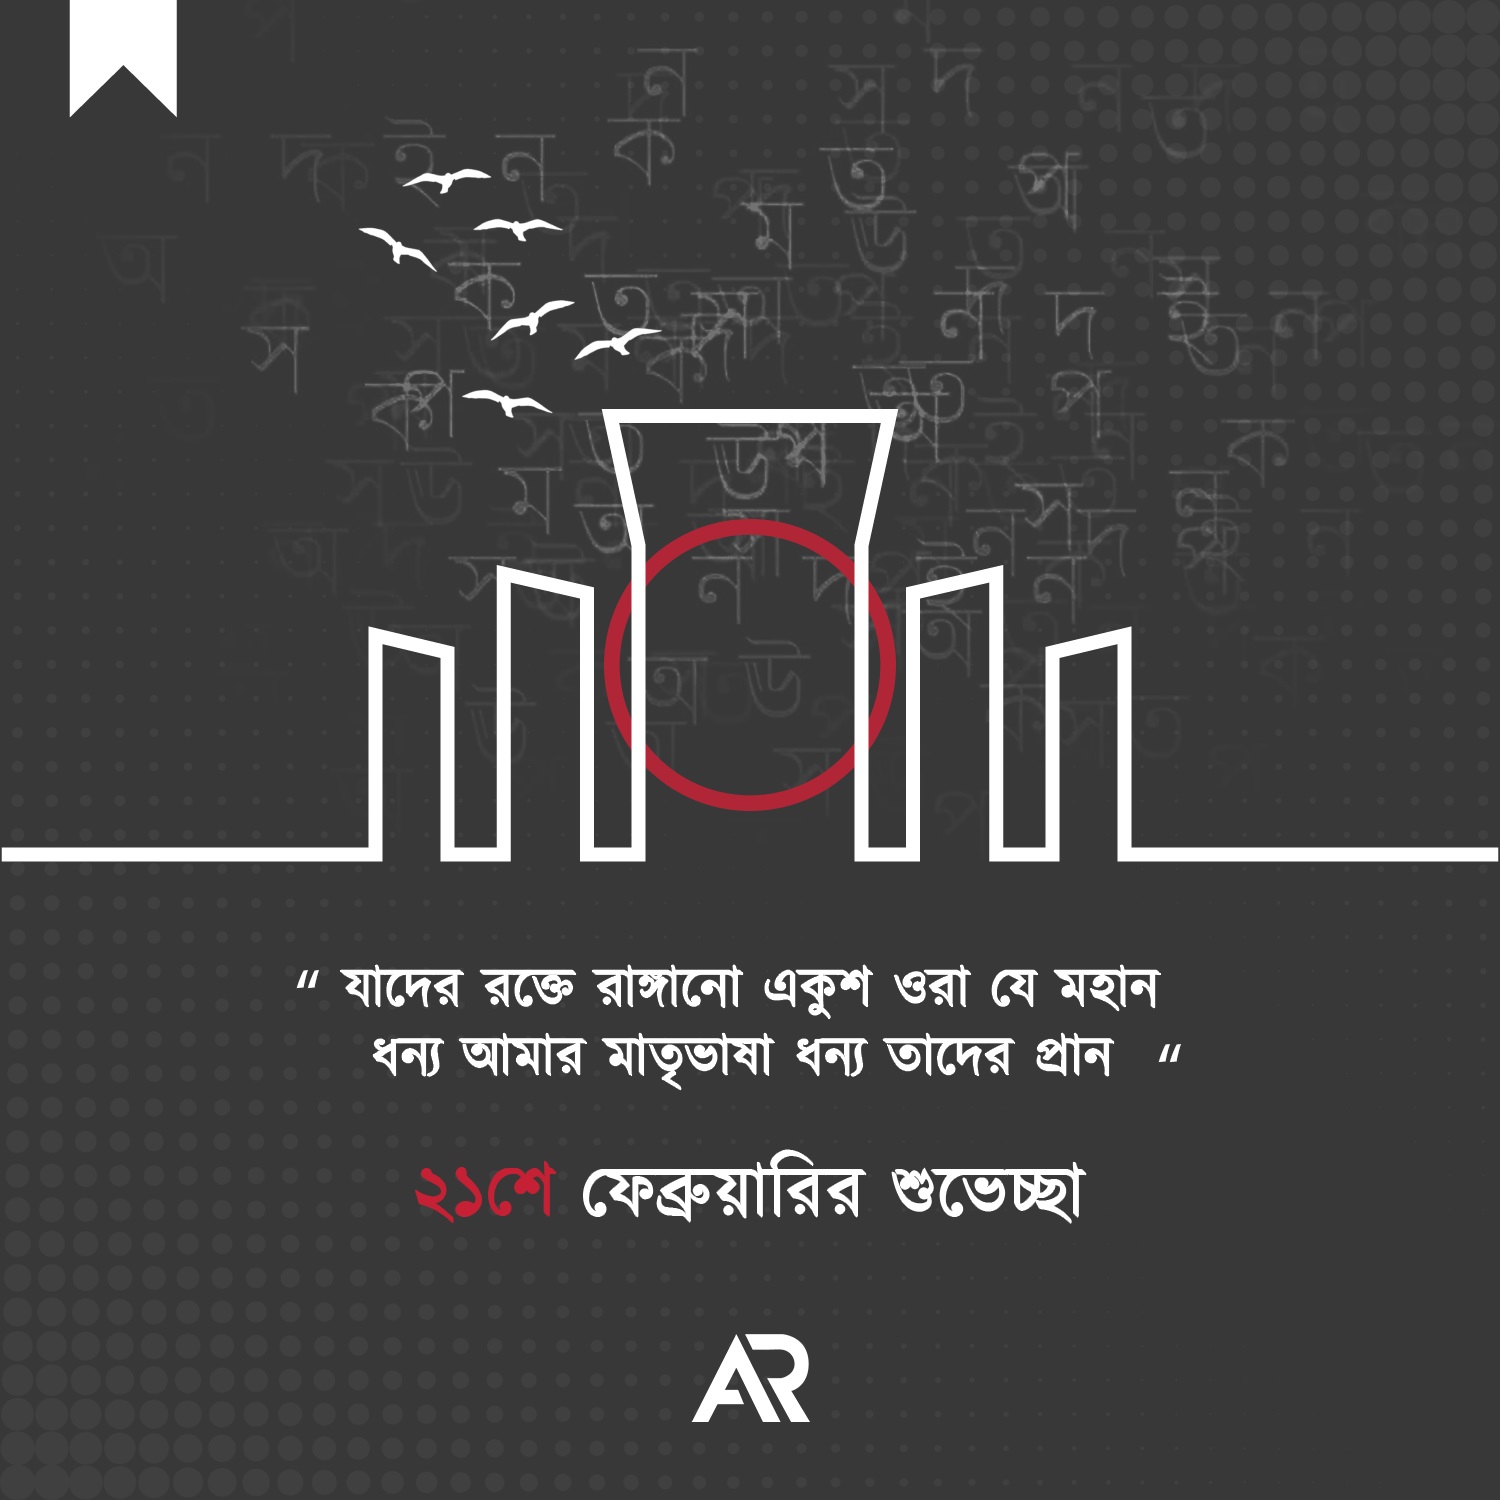 “ যাদের রক্তে রাঙ্গানো একুশ ওরা যে মহান
ধন্য আমার মাতৃভাষা ধন্য তাদের প্রান “
২১শে ফেব্রুয়ারির শুভেচ্ছা
AR